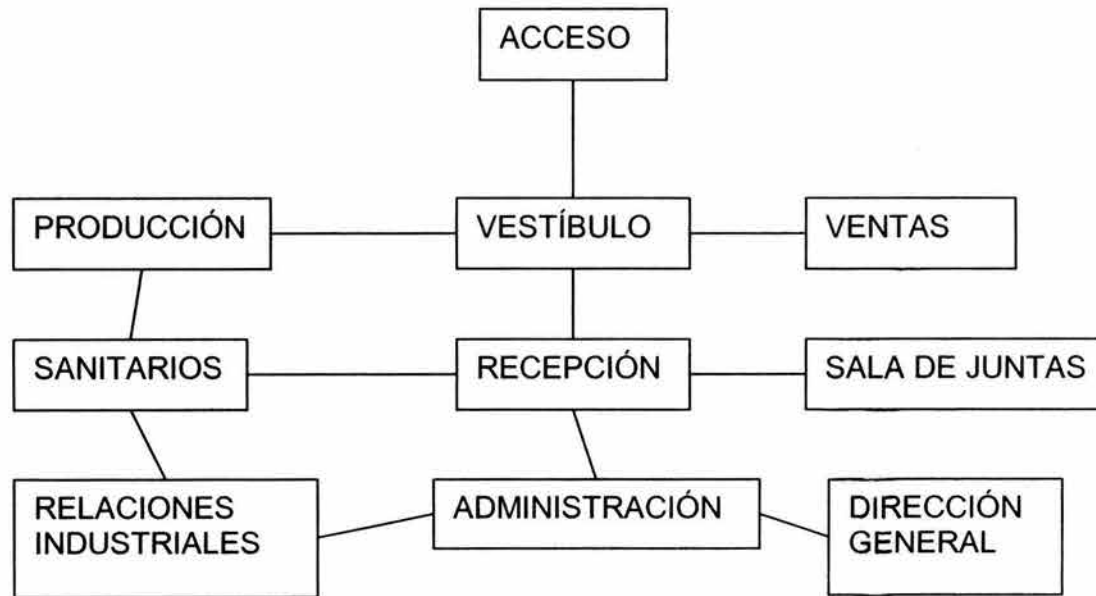 ACCESO
PRODUCCIÓN
VESTÍBULO
VENTAS
SANITARIOS
RECEPCIÓN
SALA DE JUNTAS
RELACIONES
INDUSTRIALES
ADMINISTRACIÓN
DIRECCIÓN
GENERAL